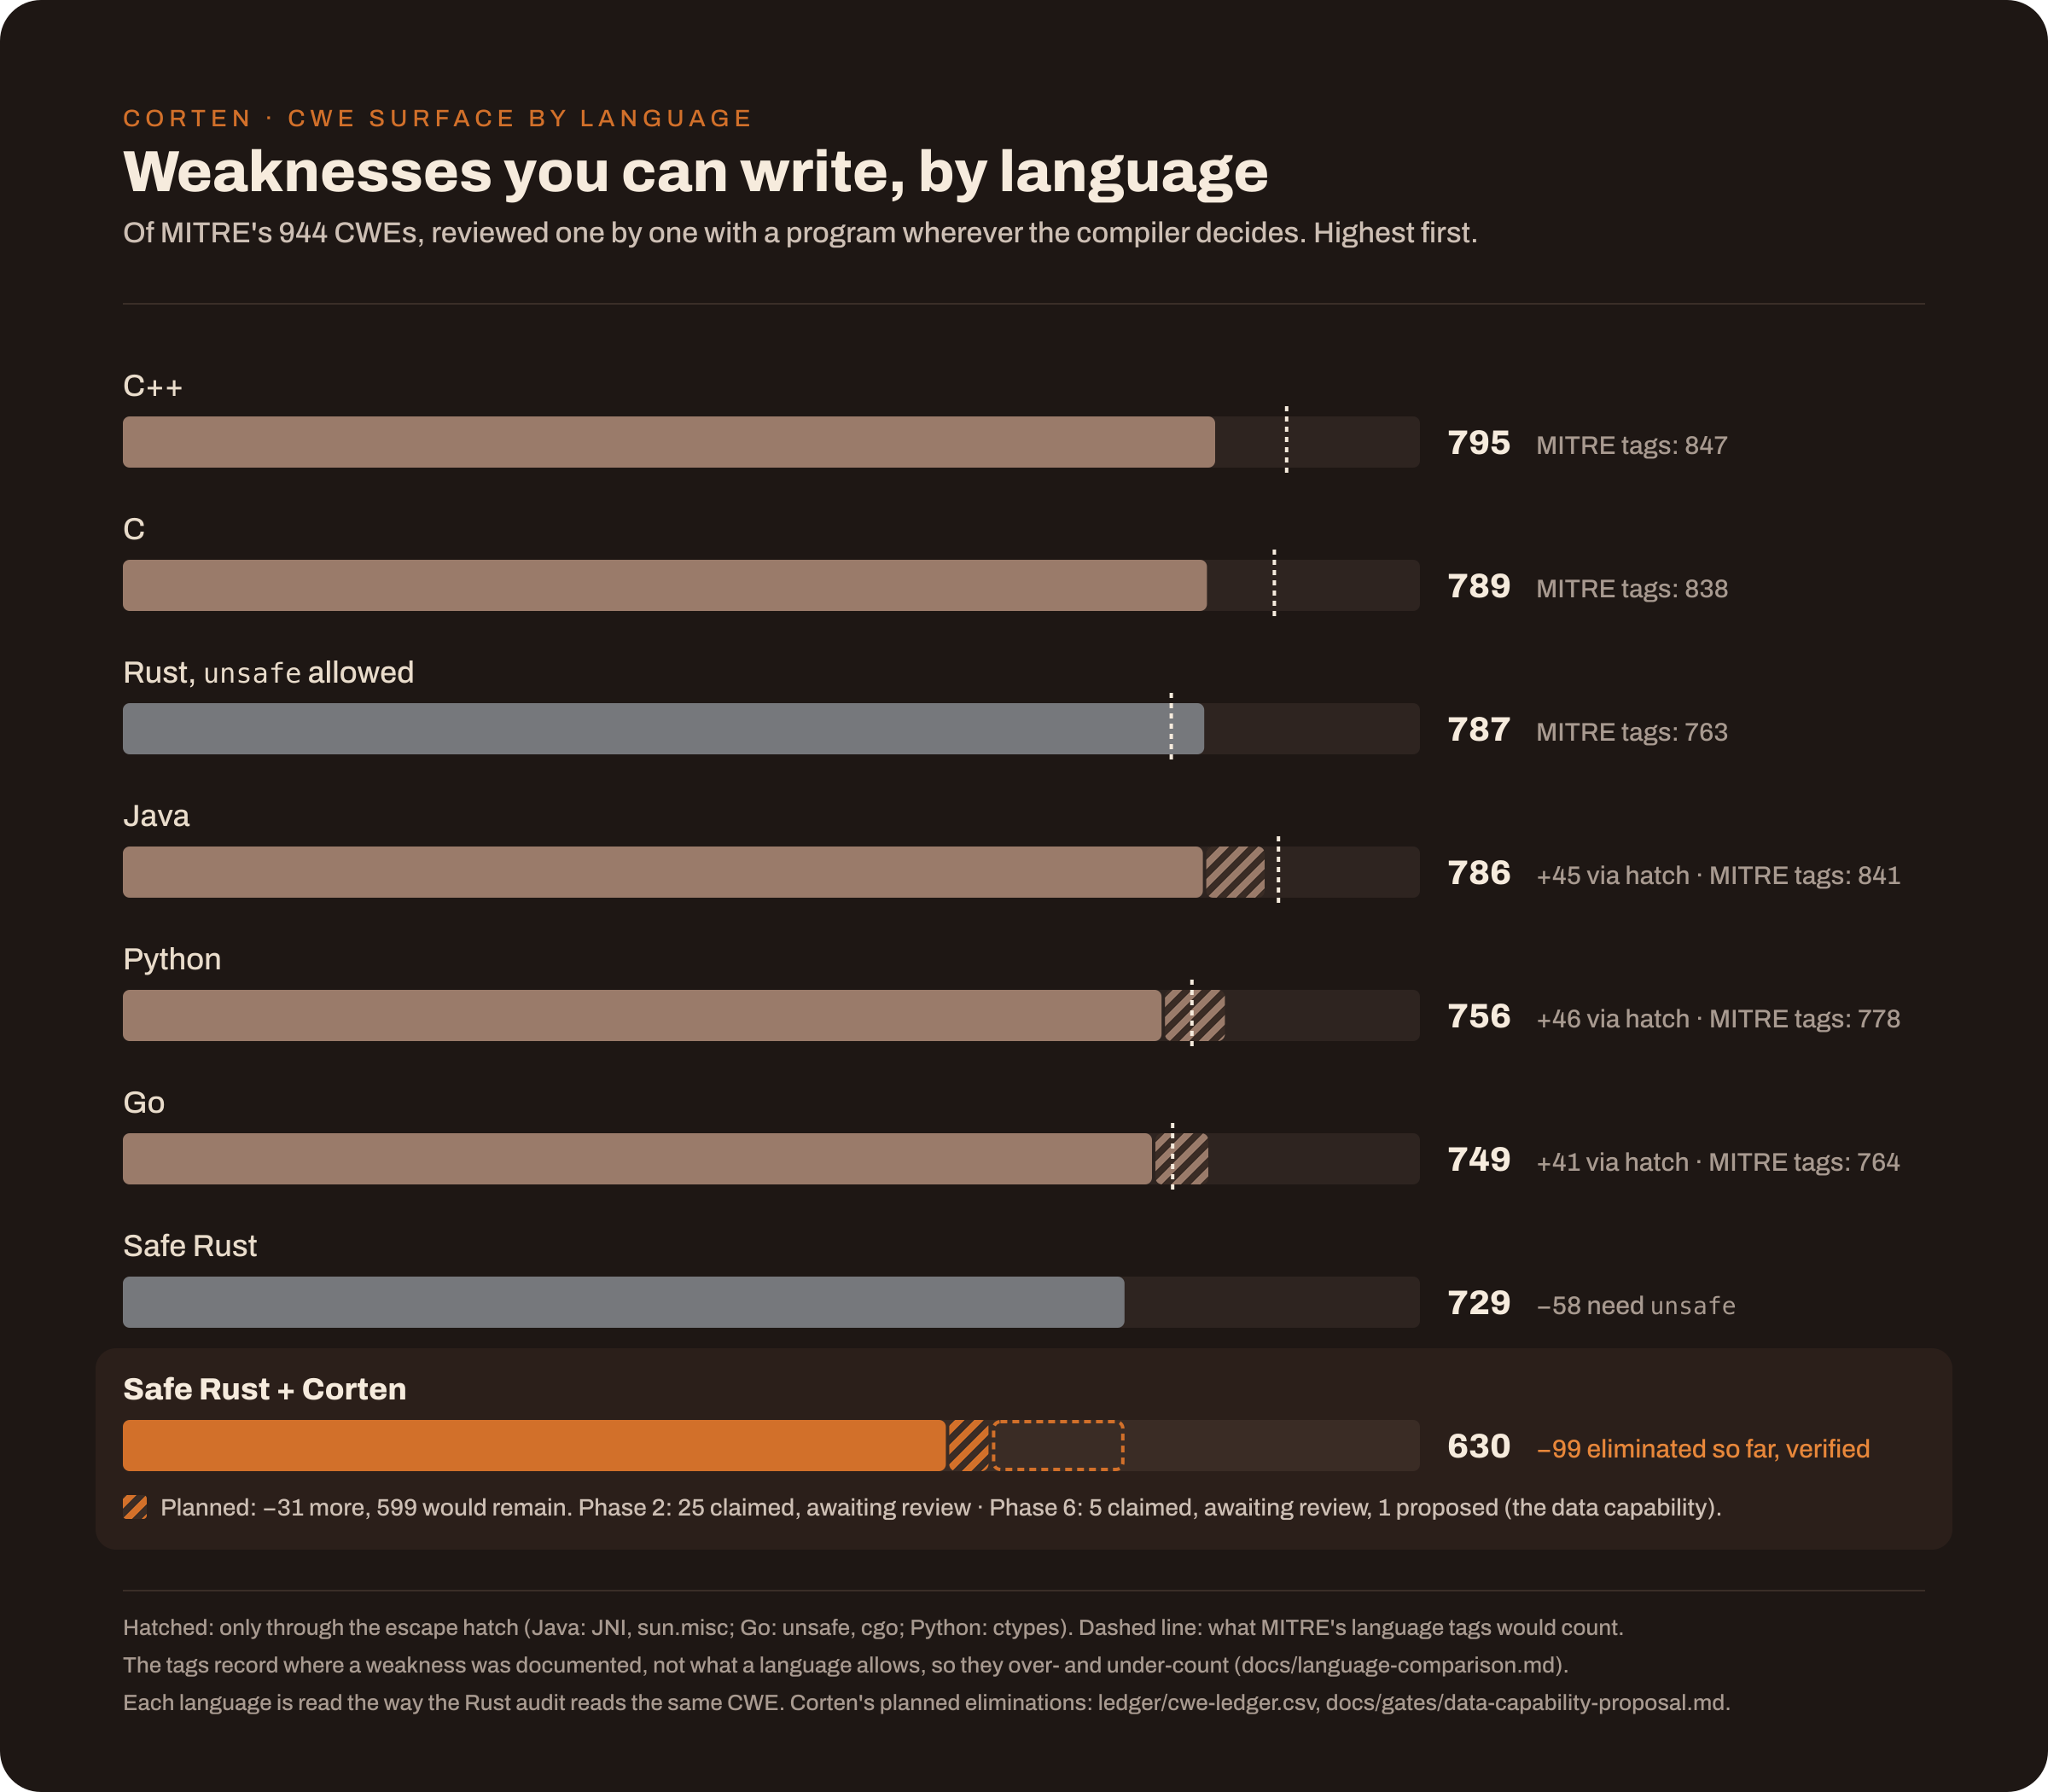 CORTEN · CWE SURFACE BY LANGUAGE
Weaknesses you can write, by language
Of MITRE's 944 CWEs, reviewed one by one with a program wherever the compiler decides. Highest first.
C++
795 MITRE tags: 847
C
789 MITRE tags: 838
Rust, unsafe allowed
787 MITRE tags: 763
Java
786 +45 via hatch · MITRE tags: 841
Python
756 +46 via hatch · MITRE tags: 778
Go
749 +41 via hatch · MITRE tags: 764
Safe Rust
729 −58 need unsafe
Safe Rust + Corten
630 −99 eliminated so far, verified
Planned: −31 more, 599 would remain. Phase 2: 25 claimed, awaiting review · Phase 6: 5 claimed, awaiting review, 1 proposed (the data capability).
Hatched: only through the escape hatch (Java: JNI, sun.misc; Go: unsafe, cgo; Python: ctypes). Dashed line: what MITRE's language tags would count.
The tags record where a weakness was documented, not what a language allows, so they over- and under-count (docs/language-comparison.md).
Each language is read the way the Rust audit reads the same CWE. Corten's planned eliminations: ledger/cwe-ledger.csv, docs/gates/data-capability-proposal.md.